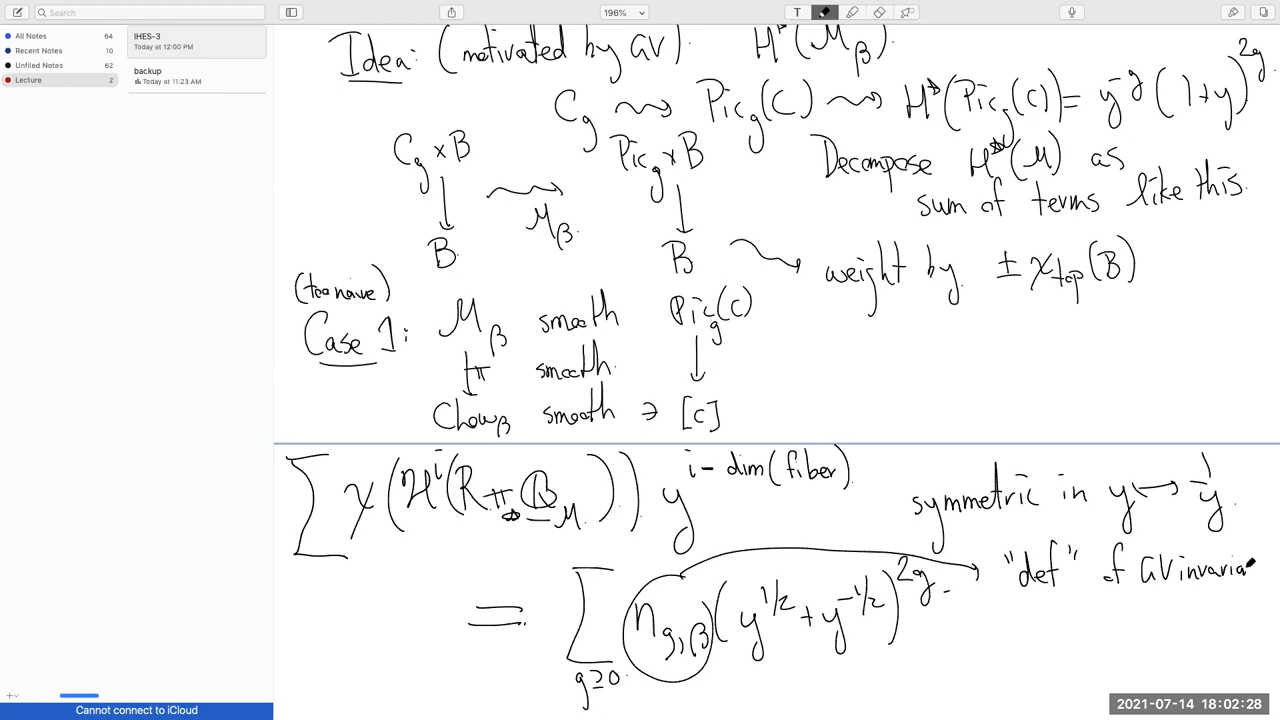 Search
196%
T
All Notes 64
Recent Notes 10
Unfiled Notes 62
Lecture 2
IHES-3
Today at 12:00 PM
backup
Today at 11:23 AM
Idea: (motivated by GV). H*(M_β).
C_g ⇝ Pic_g(C) ⇝ H*(Pic_g(C)) = y^{-g} (1+y)^{2g}.
C_g × B Pic_g × B Decompose H*(M) as
↓ ⇝ M_β. ↓ sum of terms like this.
B B ⇝ weight by ± χ_top(B)
(too naive)
Case 1: M_β smooth Pic_g(C)
↓π smooth. ↓
Chow_β smooth ∋ [C]
∑ χ(H^i(Rπ_* Q_M)) y^{i - dim(fiber)} symmetric in y ⟷ 1/y.
= ∑_{g≥0} n_{g,β} (y^{1/2} + y^{-1/2})^{2g}. → "def" of GV invaria
Cannot connect to iCloud
2021-07-14 18:02:28